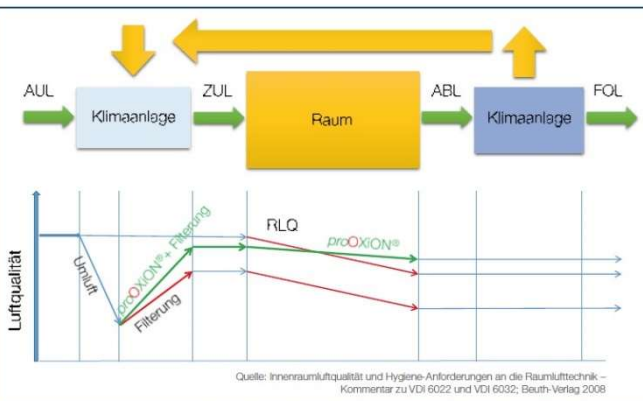 AUL
ZUL
ABL
FOL
Klimaanlage
Raum
Klimaanlage
Luftqualität
Umluft
proOXiON®+ Filterung
Filterung
RLQ
proOXiON®
Quelle: Innenraumluftqualität und Hygiene-Anforderungen an die Raumlufttechnik –
Kommentar zu VDI 6022 und VDI 6032; Beuth-Verlag 2008